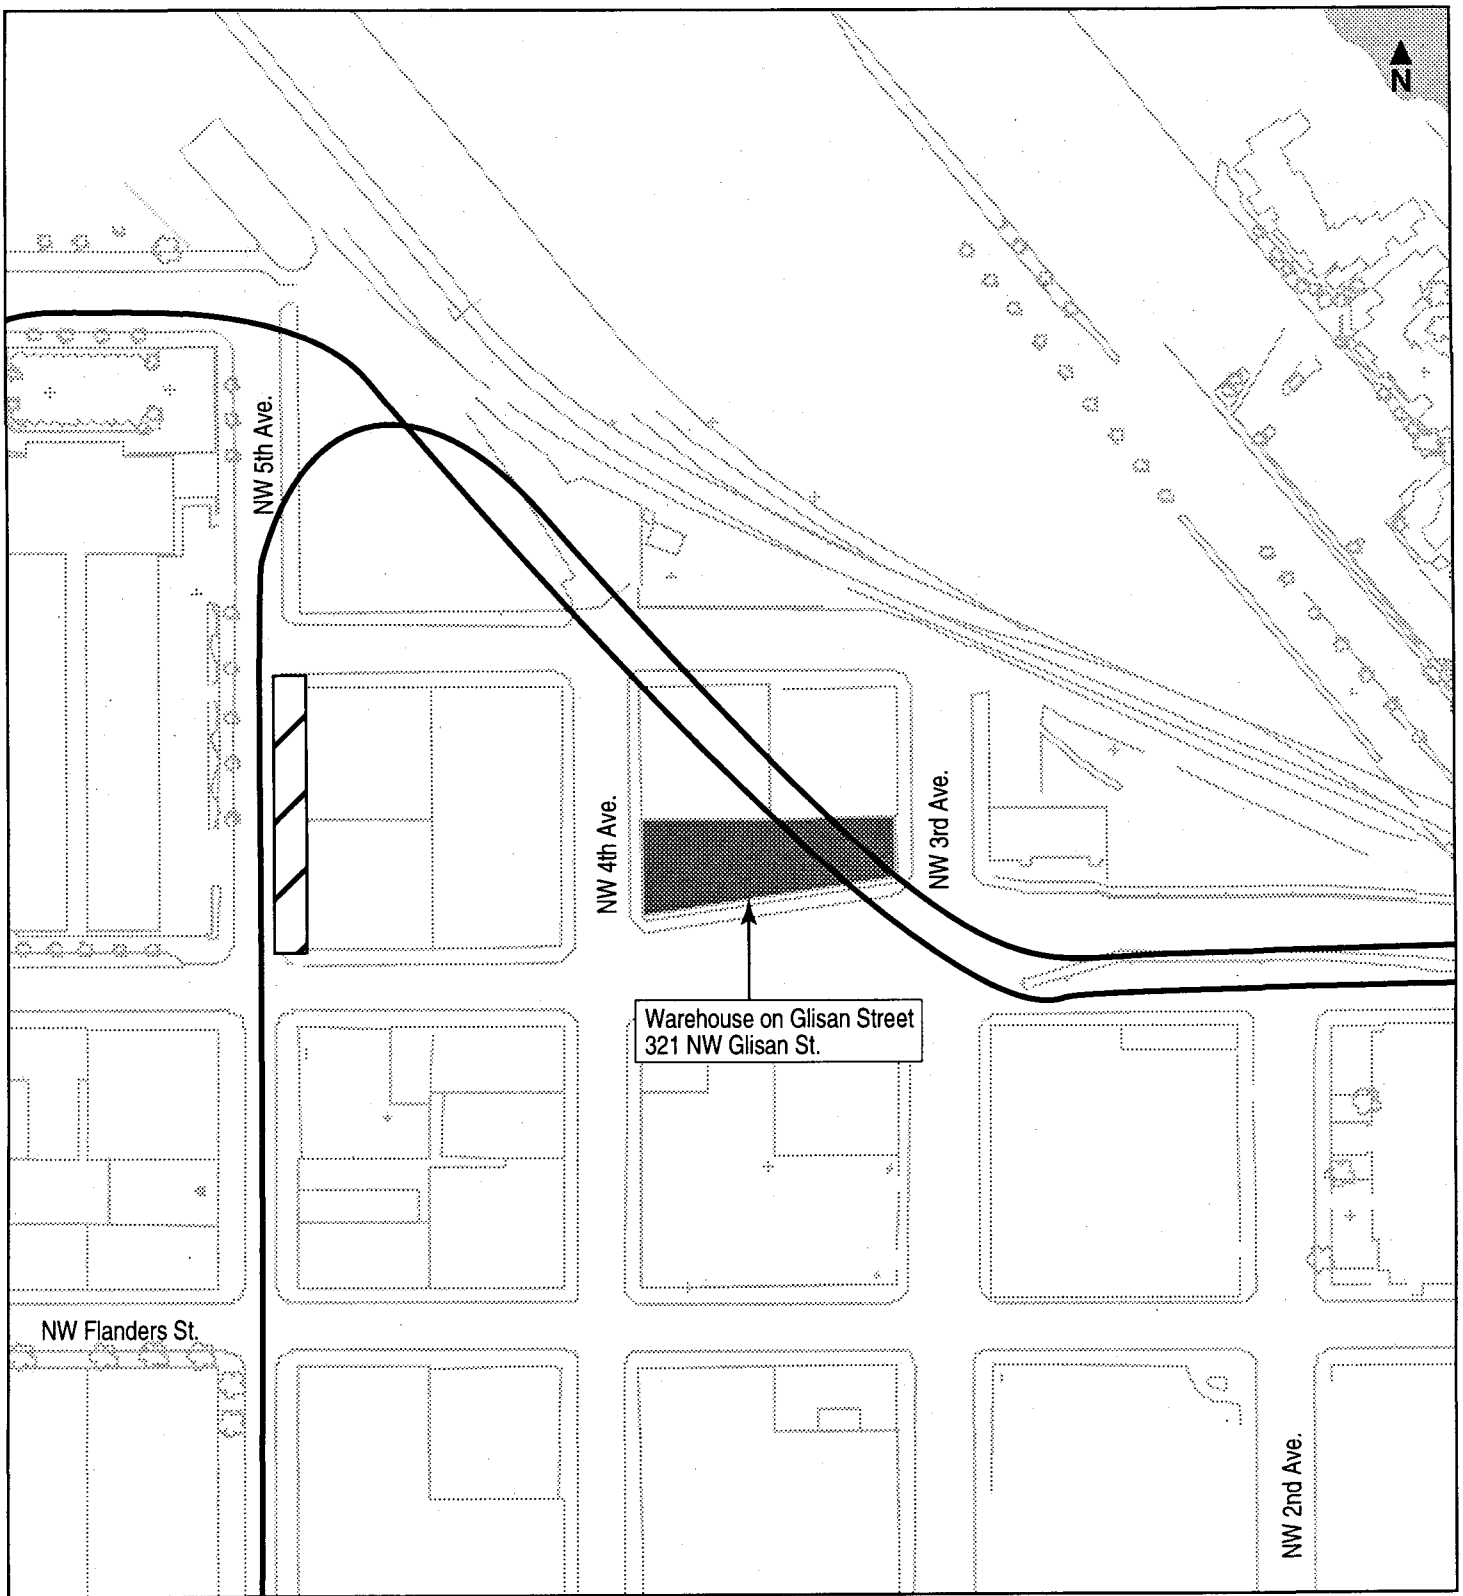 N
NW 5th Ave.
NW 4th Ave.
NW 3rd Ave.
Warehouse on Glisan Street
321 NW Glisan St.
NW Flanders St.
NW 2nd Ave.